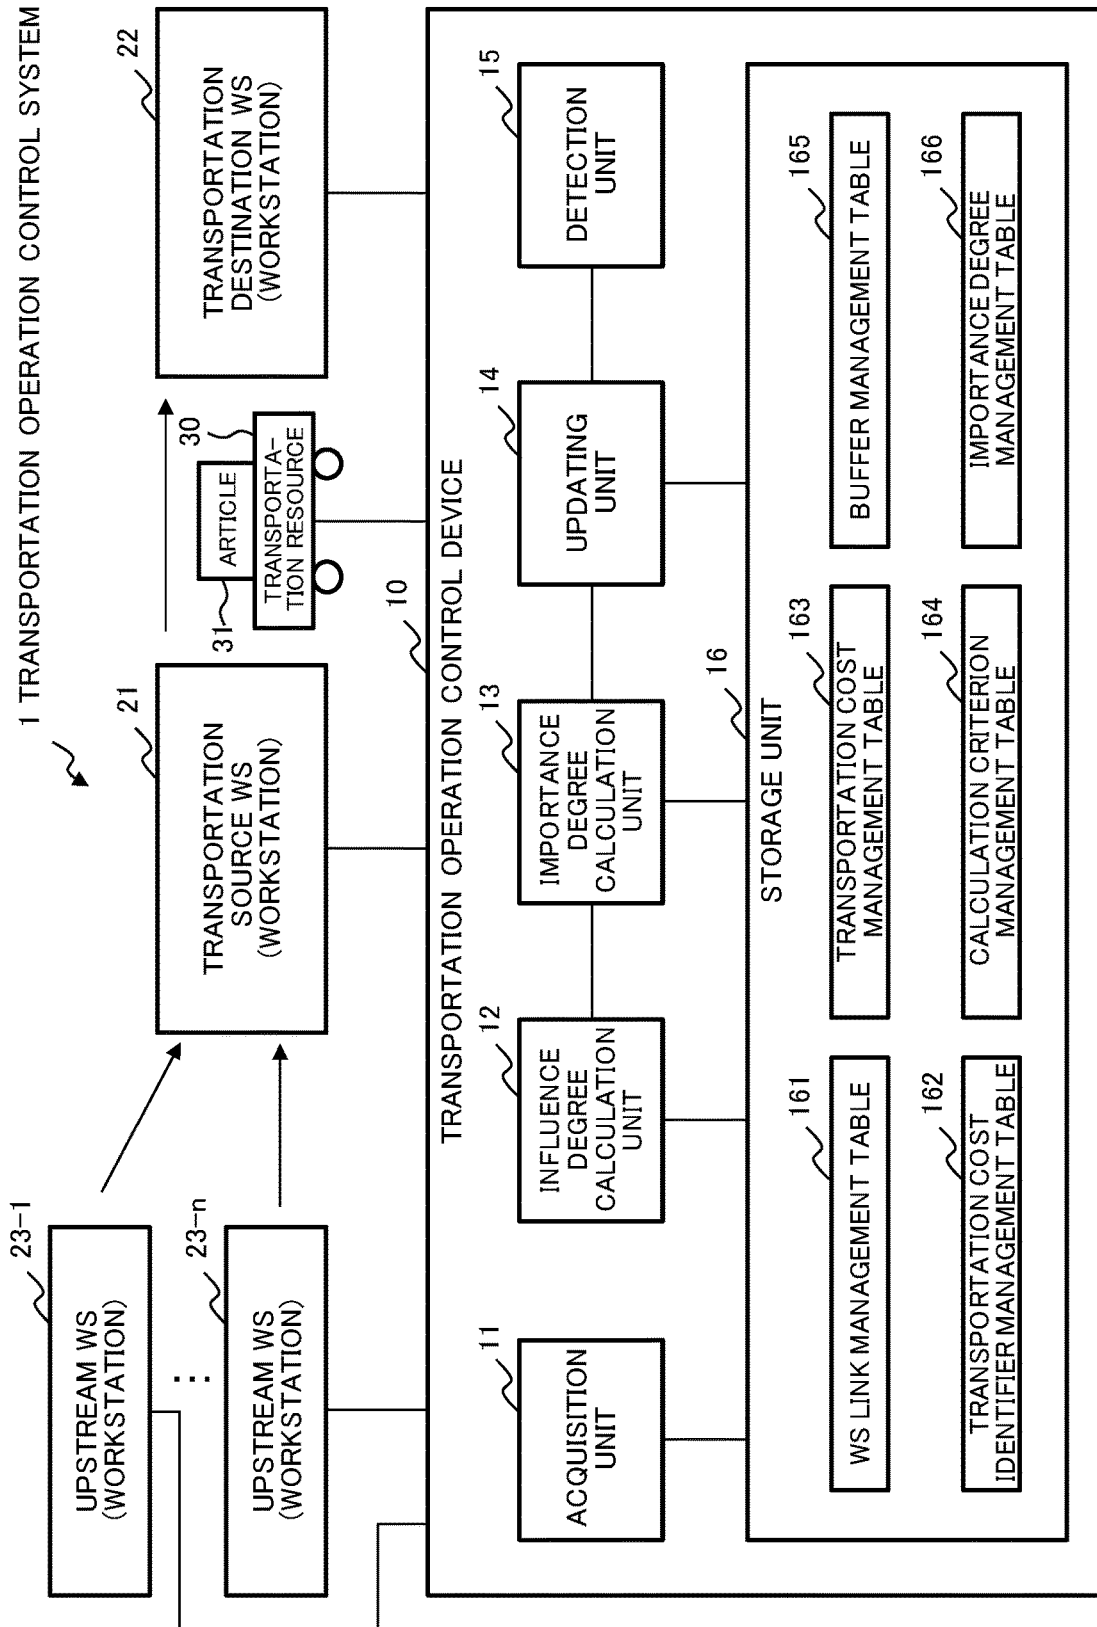 1 TRANSPORTATION OPERATION CONTROL SYSTEM
23-1
UPSTREAM WS
(WORKSTATION)
...
23-n
UPSTREAM WS
(WORKSTATION)
21
TRANSPORTATION
SOURCE WS
(WORKSTATION)
31
ARTICLE
30
TRANSPORTA-
TION RESOURCE
22
TRANSPORTATION
DESTINATION WS
(WORKSTATION)
10
TRANSPORTATION OPERATION CONTROL DEVICE
11
ACQUISITION
UNIT
12
INFLUENCE
DEGREE
CALCULATION
UNIT
13
IMPORTANCE
DEGREE
CALCULATION
UNIT
14
UPDATING
UNIT
15
DETECTION
UNIT
16
STORAGE UNIT
161
WS LINK MANAGEMENT TABLE
163
TRANSPORTATION COST
MANAGEMENT TABLE
165
BUFFER MANAGEMENT TABLE
162
TRANSPORTATION COST
IDENTIFIER MANAGEMENT TABLE
164
CALCULATION CRITERION
MANAGEMENT TABLE
166
IMPORTANCE DEGREE
MANAGEMENT TABLE